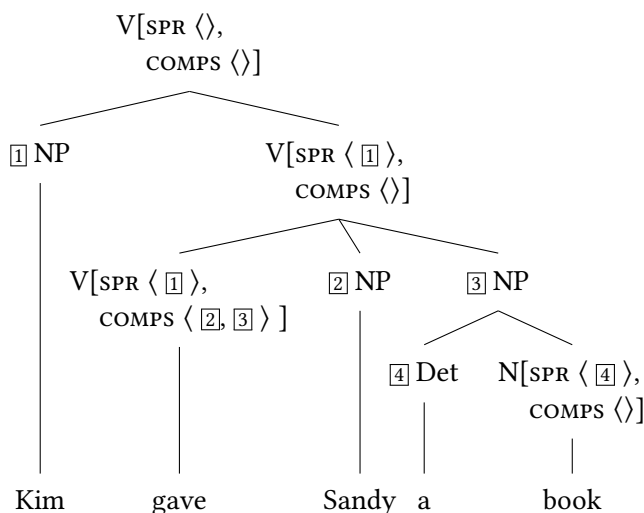 V[SPR ⟨⟩,
COMPS ⟨⟩]
1 NP V[SPR ⟨ 1 ⟩,
COMPS ⟨⟩]
V[SPR ⟨ 1 ⟩, 2 NP 3 NP
COMPS ⟨ 2, 3 ⟩ ]
4 Det N[SPR ⟨ 4 ⟩,
COMPS ⟨⟩]
Kim gave Sandy a book